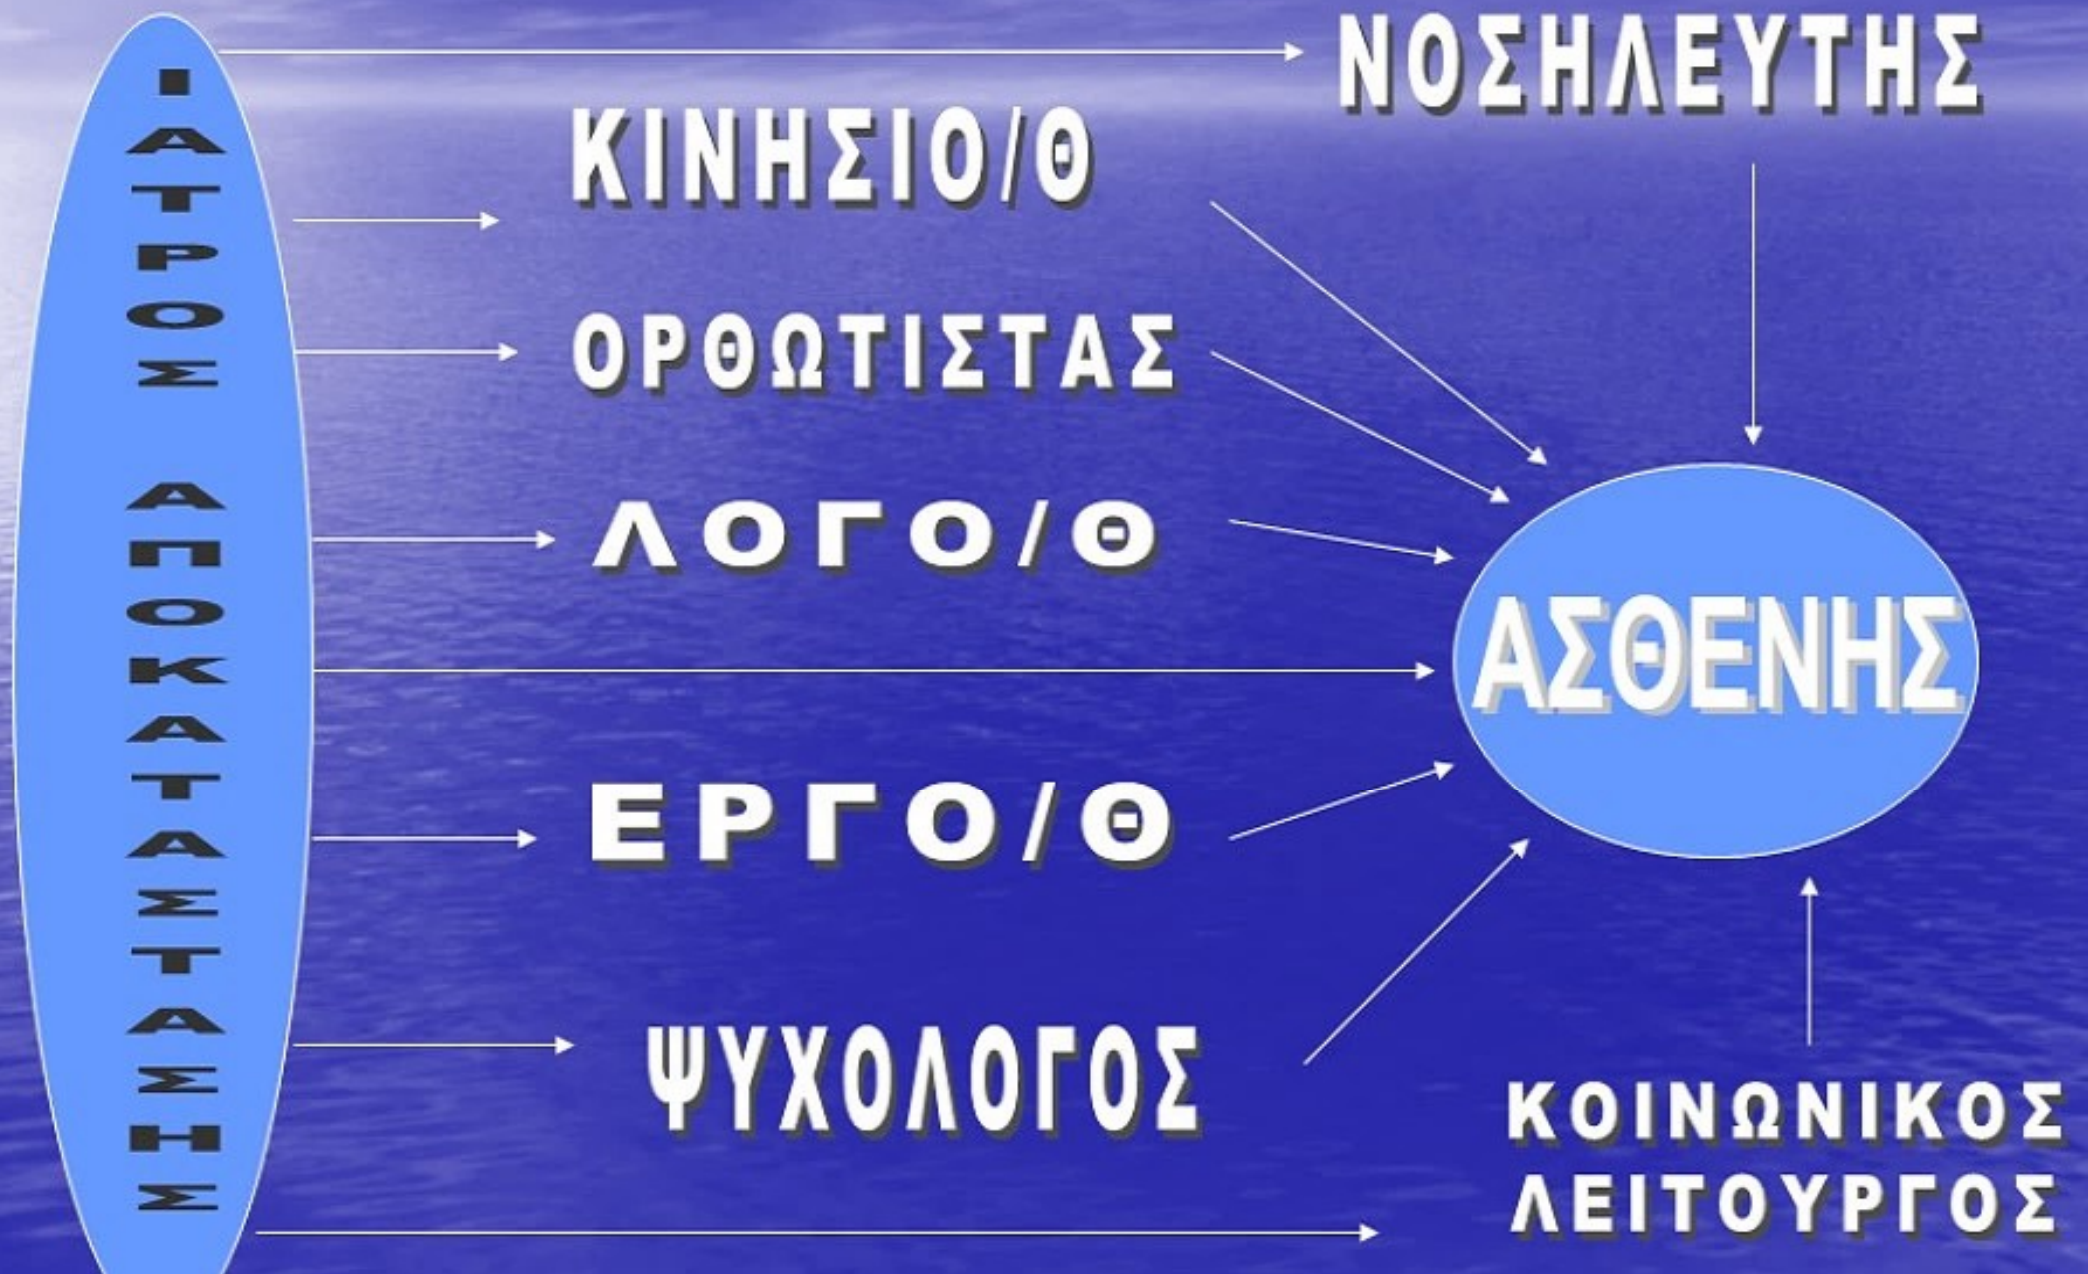 ΙΑΤΡΟΣ ΑΠΟΚΑΤΑΣΤΑΣΗΣ
ΝΟΣΗΛΕΥΤΗΣ
ΚΙΝΗΣΙΟ/Θ
ΟΡΘΩΤΙΣΤΑΣ
ΛΟΓΟ/Θ
ΑΣΘΕΝΗΣ
ΕΡΓΟ/Θ
ΨΥΧΟΛΟΓΟΣ
ΚΟΙΝΩΝΙΚΟΣ
ΛΕΙΤΟΥΡΓΟΣ